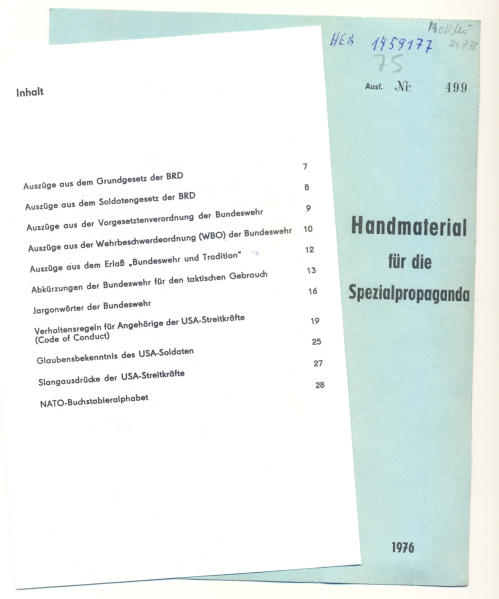 Inhalt
Auszüge aus dem Grundgesetz der BRD 7
Auszüge aus dem Soldatengesetz der BRD 8
Auszüge aus der Vorgesetztenverordnung der Bundeswehr 9
Auszüge aus der Wehrbeschwerdeordnung (WBO) der Bundeswehr 10
Auszüge aus dem Erlaß „Bundeswehr und Tradition“ 12
Abkürzungen der Bundeswehr für den taktischen Gebrauch 13
Jargonwörter der Bundeswehr 16
Verhaltensregeln für Angehörige der USA-Streitkräfte
(Code of Conduct) 19
Glaubensbekenntnis des USA-Soldaten 25
Slangausdrücke der USA-Streitkräfte 27
NATO-Buchstabieralphabet 28
1459177
75
Ausf. Nr. 499
Handmaterial
für die
Spezialpropaganda
1976